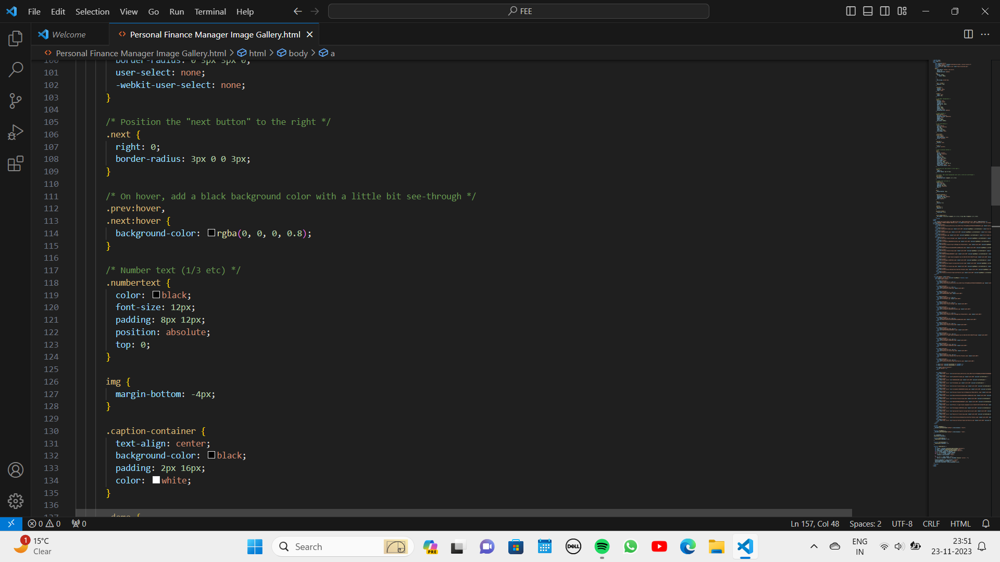 File Edit Selection View Go Run Terminal Help
FEE
Welcome
Personal Finance Manager Image Gallery.html
Personal Finance Manager Image Gallery.html > html > body > a
100 border-radius: 0 3px 3px 0;
101 user-select: none;
102 -webkit-user-select: none;
103 }
104
105 /* Position the "next button" to the right */
106 .next {
107 right: 0;
108 border-radius: 3px 0 0 3px;
109 }
110
111 /* On hover, add a black background color with a little bit see-through */
112 .prev:hover,
113 .next:hover {
114 background-color: rgba(0, 0, 0, 0.8);
115 }
116
117 /* Number text (1/3 etc) */
118 .numbertext {
119 color: black;
120 font-size: 12px;
121 padding: 8px 12px;
122 position: absolute;
123 top: 0;
124 }
125
126 img {
127 margin-bottom: -4px;
128 }
129
130 .caption-container {
131 text-align: center;
132 background-color: black;
133 padding: 2px 16px;
134 color: white;
135 }
136
137 .demo {
0 0 0
Ln 157, Col 48 Spaces: 2 UTF-8 CRLF HTML
1
15°C
Clear
Search
PRE
DELL
ENG
IN
23:51
23-11-2023